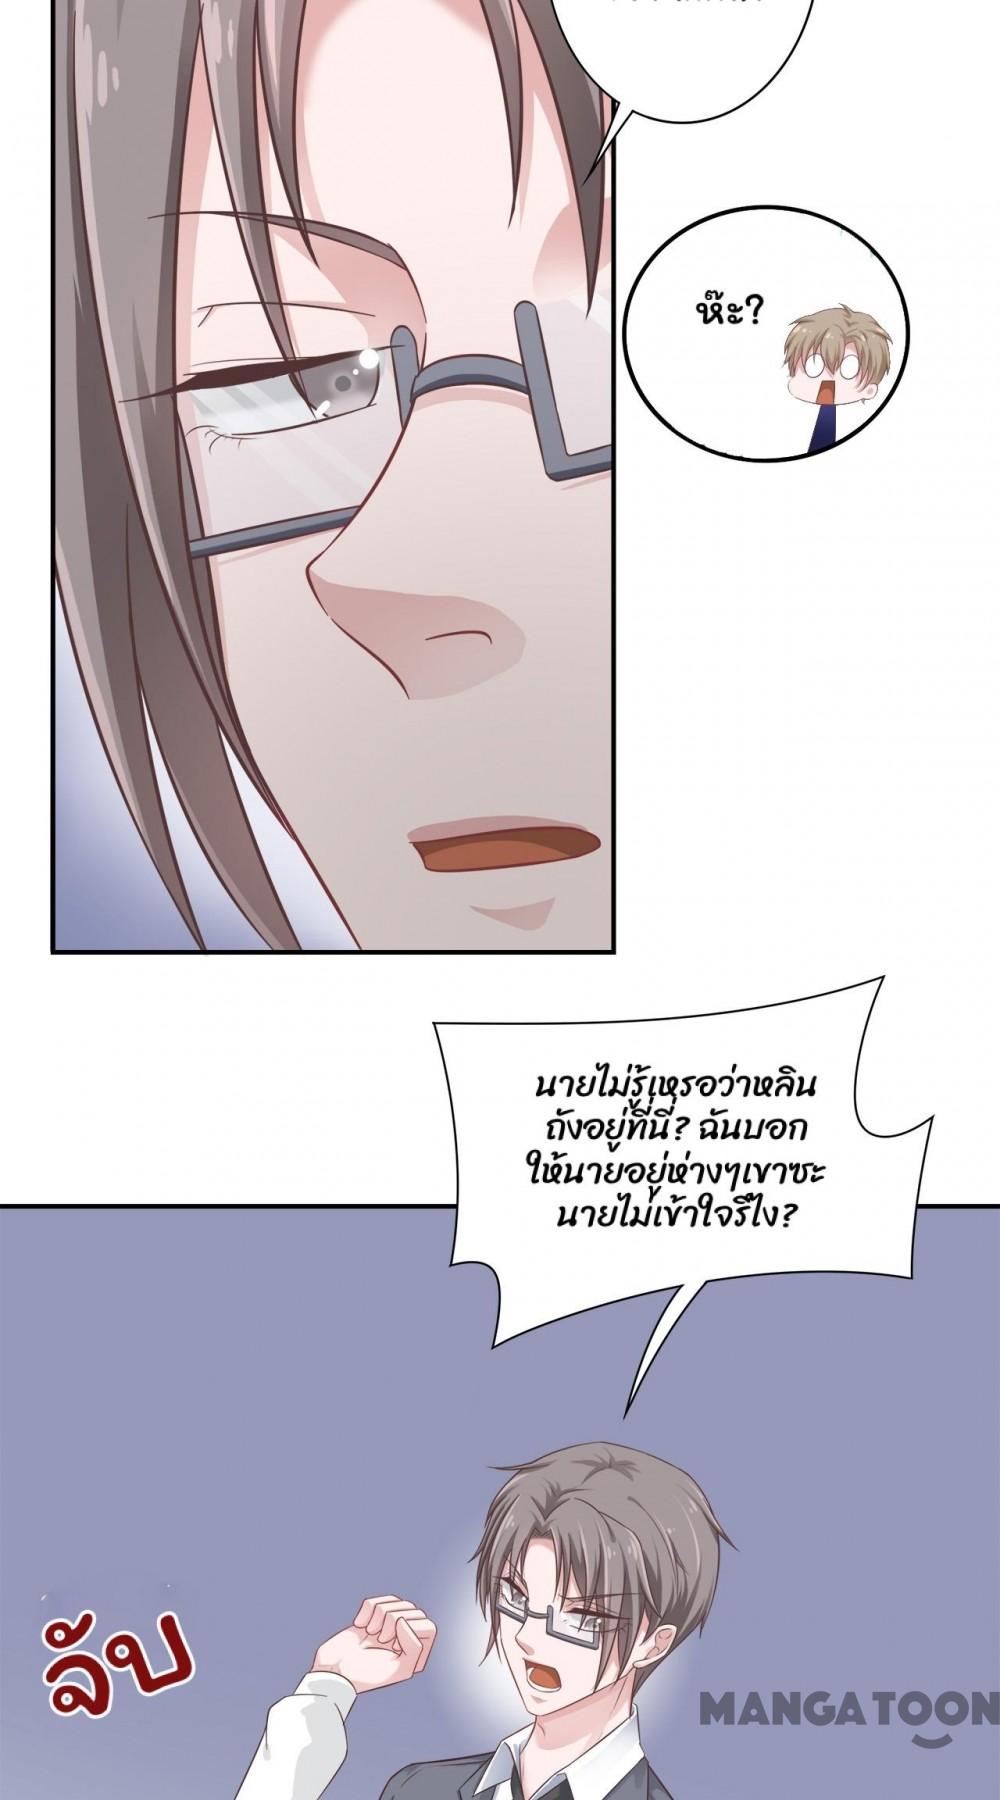 ห๊ะ?
นายไม่รู้เหรอว่าหลิน
ถังอยู่ที่นี่? ฉันบอก
ให้นายอยู่ห่างๆเขาซะ
นายไม่เข้าใจรึไง?
จับ
MANGATOON